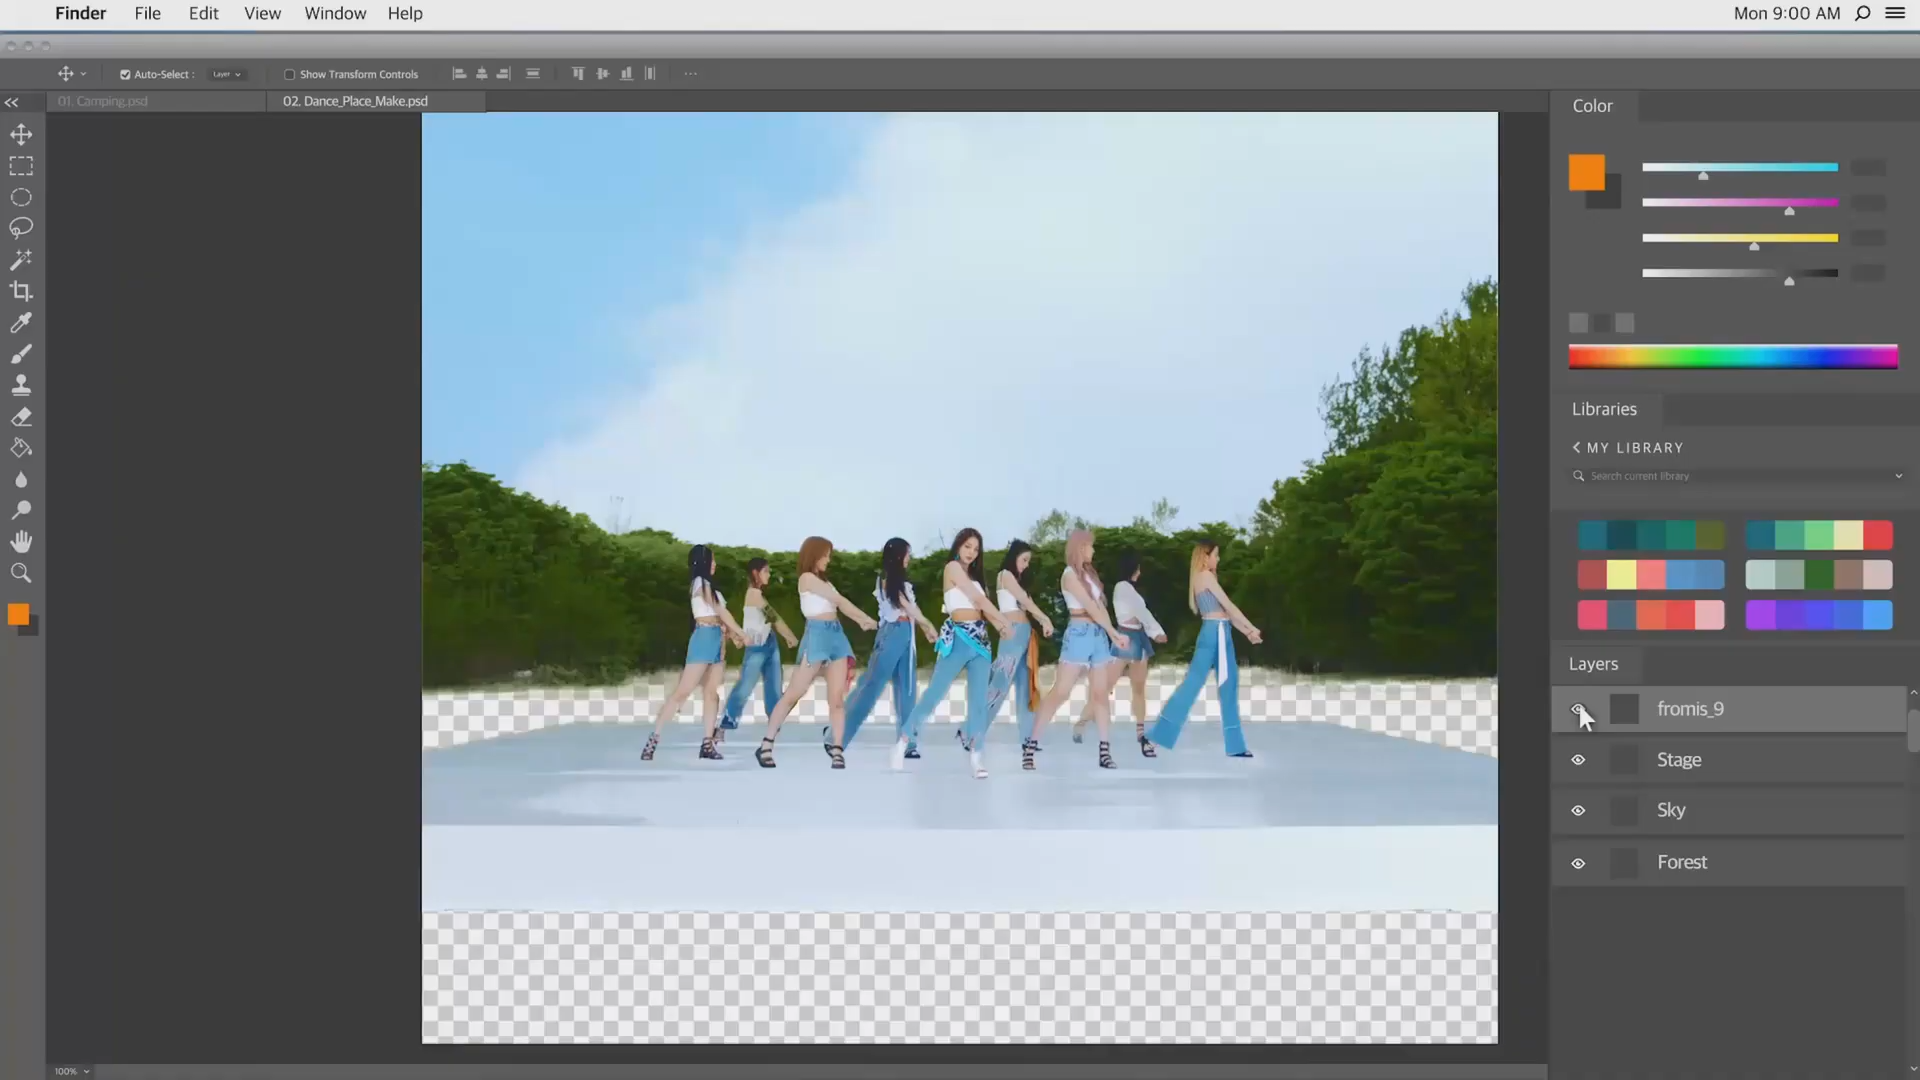 Finder File Edit View Window Help Mon 9:00 AM
Auto-Select : Layer Show Transform Controls
01. Camping.psd 02. Dance_Place_Make.psd
Color
Libraries
MY LIBRARY
Search current library
Layers
fromis_9
Stage
Sky
Forest
100%